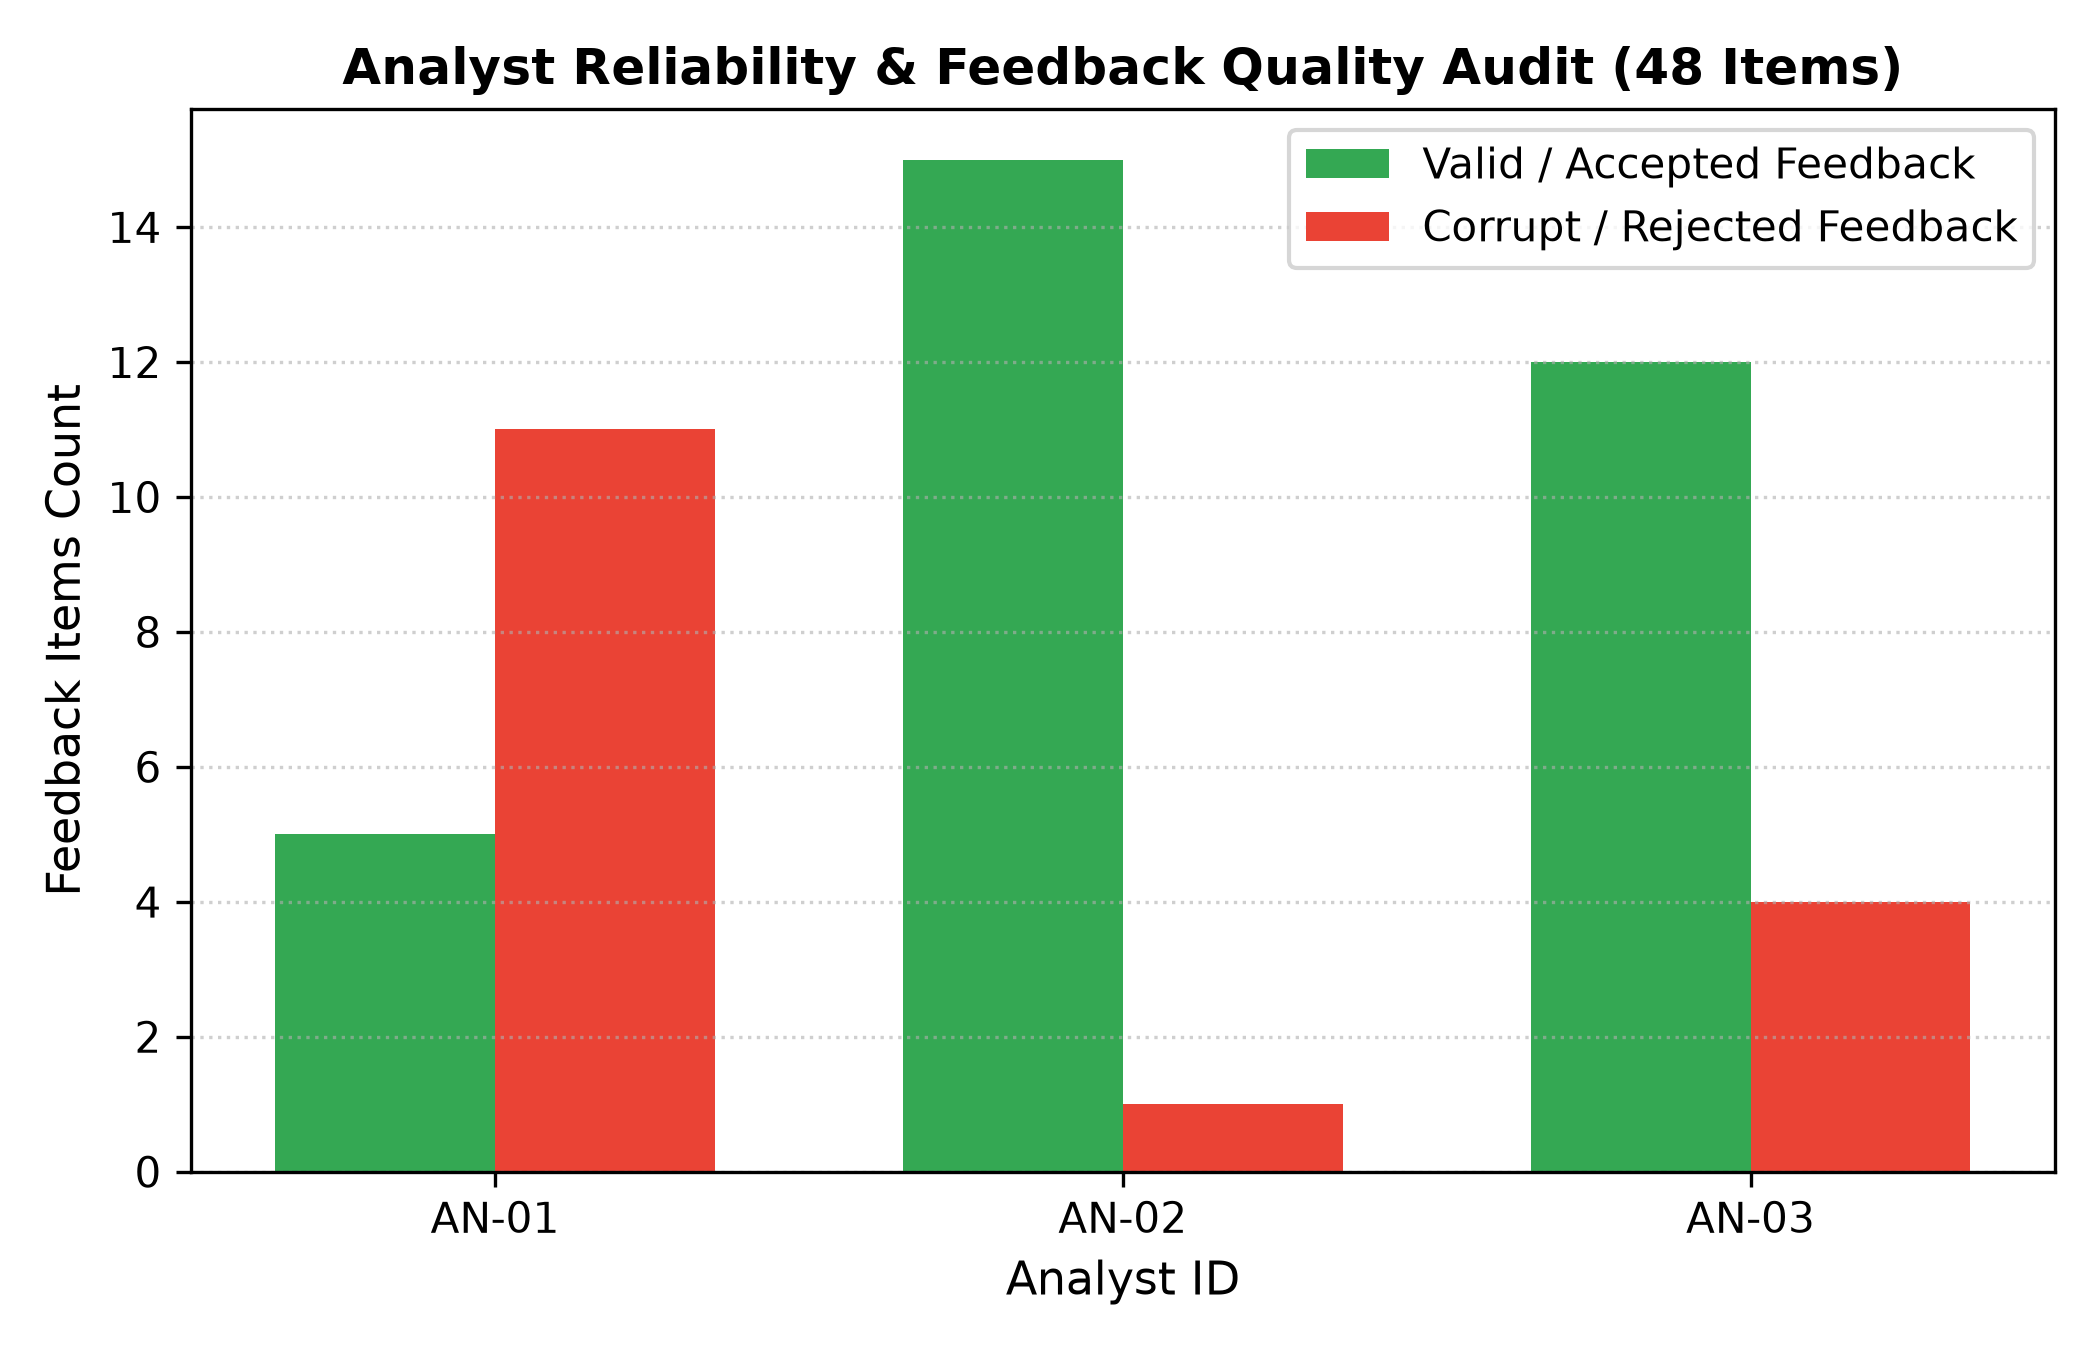 Analyst Reliability & Feedback Quality Audit (48 Items)
Valid / Accepted Feedback
Corrupt / Rejected Feedback
Feedback Items Count
14
12
10
8
6
4
2
0
AN-01
AN-02
AN-03
Analyst ID